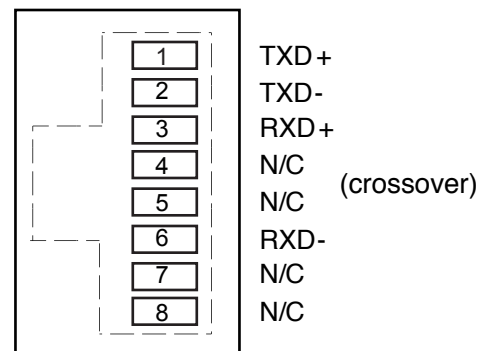 1 TXD+
2 TXD-
3 RXD+
4 N/C
(crossover)
5 N/C
6 RXD-
7 N/C
8 N/C